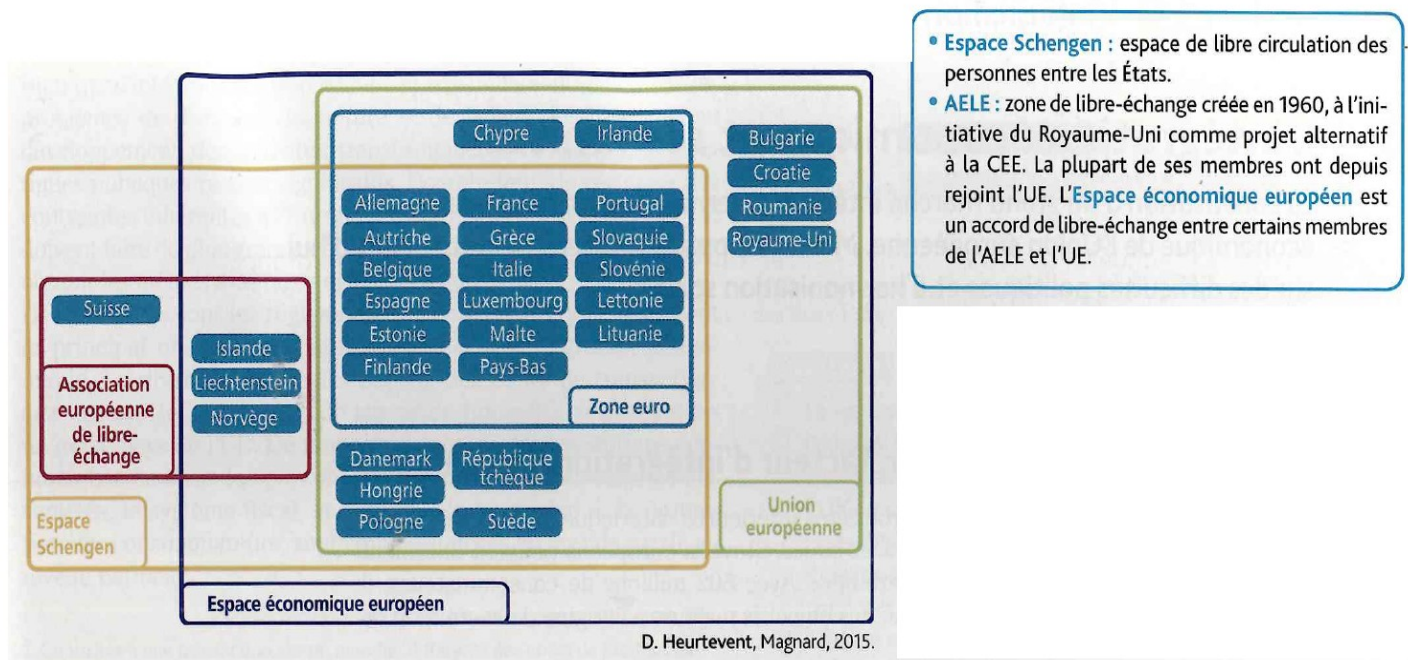 • Espace Schengen : espace de libre circulation des
personnes entre les États.
• AELE : zone de libre-échange créée en 1960, à l'ini-
tiative du Royaume-Uni comme projet alternatif
à la CEE. La plupart de ses membres ont depuis
rejoint l'UE. L'Espace économique européen est
un accord de libre-échange entre certains membres
de l'AELE et l'UE.
Chypre
Irlande
Bulgarie
Croatie
Roumanie
Royaume-Uni
Allemagne
France
Portugal
Autriche
Grèce
Slovaquie
Belgique
Italie
Slovénie
Espagne
Luxembourg
Lettonie
Estonie
Malte
Lituanie
Finlande
Pays-Bas
Zone euro
Suisse
Islande
Liechtenstein
Norvège
Association
européenne
de libre-
échange
Danemark
République
tchèque
Hongrie
Pologne
Suède
Union
européenne
Espace
Schengen
Espace économique européen
D. Heurtevent, Magnard, 2015.